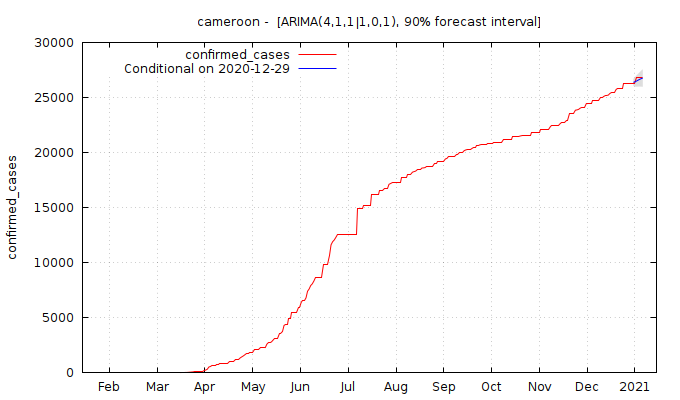 cameroon -  [ARIMA(4,1,1|1,0,1), 90% forecast interval]
30000
25000
20000
15000
10000
5000
0
confirmed_cases
confirmed_cases
Conditional on 2020-12-29
Feb Mar Apr May Jun Jul Aug Sep Oct Nov Dec 2021